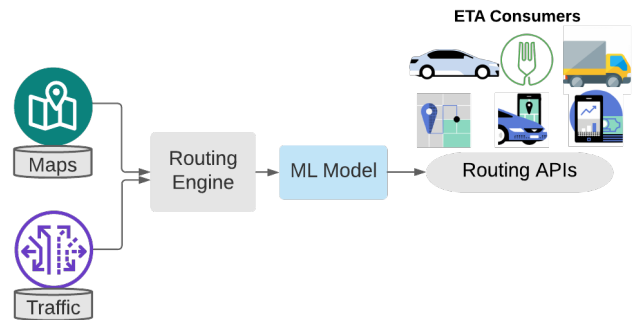 ETA Consumers
Maps
Routing
Engine
ML Model
Routing APIs
Traffic